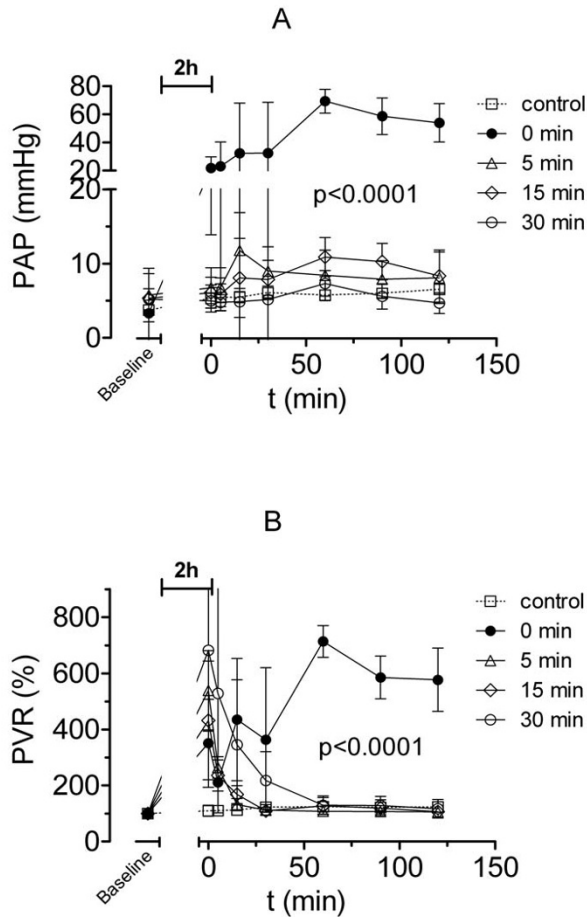 A
2h
80
60
40
20
20
10
5
0
PAP (mmHg)
p<0.0001
control
0 min
5 min
15 min
30 min
Baseline
0 50 100 150
t (min)
B
2h
800
600
400
200
0
PVR (%)
p<0.0001
control
0 min
5 min
15 min
30 min
Baseline
0 50 100 150
t (min)